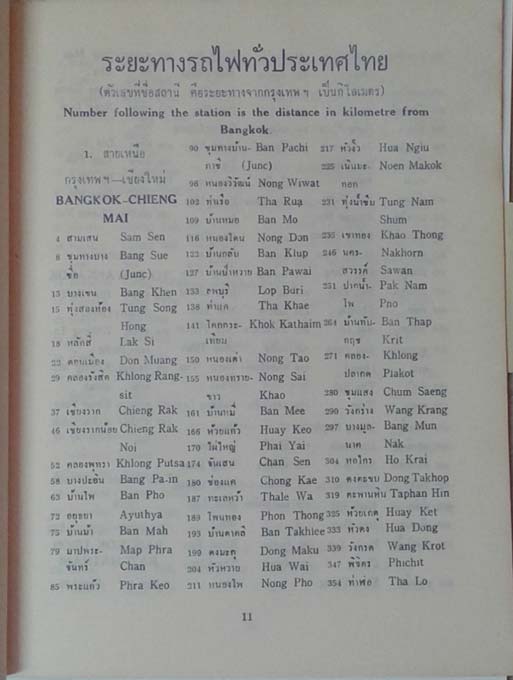 ระยะทางรถไฟทั่วประเทศไทย
(ตัวเลขที่ชื่อสถานี คือระยะทางจากกรุงเทพฯ เป็นกิโลเมตร)
Number following the station is the distance in kilometre from
Bangkok.
1. สายเหนือ
กรุงเทพฯ—เชียงใหม่
BANGKOK-CHIENG
MAI
4 สามเสน Sam Sen
8 ชุมทางบาง Bang Sue
ซื่อ (Junc)
13 บางเขน Bang Khen
15 ทุ่งสองห้อง Tung Song
Hong
18 หลักสี่ Lak Si
22 ดอนเมือง Don Muang
29 คลองรังสิต Khlong Rang-
sit
37 เชียงราก Chieng Rak
46 เชียงรากน้อย Chieng Rak
Noi
52 คลองพุทรา Khlong Putsa
58 บางปะอิน Bang Pa-in
63 บ้านโพ Ban Pho
72 อยุธยา Ayuthya
75 บ้านม้า Ban Mah
79 มาบพระ- Map Phra
จันทร์ Chan
85 พระแก้ว Phra Keo
90 ชุมทางบ้าน- Ban Pachi
ภาชี (Junc)
98 หนองวิวัฒน์ Nong Wiwat
102 ท่าเรือ Tha Rua
109 บ้านหมอ Ban Mo
116 หนองโดน Nong Don
122 บ้านกลับ Ban Klub
127 บ้านป่าหวาย Ban Pawai
133 ลพบุรี Lop Buri
138 ท่าแค Tha Khae
141 โคกกะ- Khok Kathaim
เทียม
150 หนองเต่า Nong Tao
155 หนองทราย- Nong Sai
ขาว Khao
161 บ้านหมี่ Ban Mee
166 ห้วยแก้ว Huay Keo
170 ไผ่ใหญ่ Phai Yai
174 จันเสน Chan Sen
180 ช่องแค Chong Kae
187 ทะเลหว้า Thale Wa
189 โพนทอง Phon Thong
193 บ้านตาคลี Ban Takhlee
199 ดงมะกุ Dong Maku
204 หัวหวาย Hua Wai
211 หนองโพ Nong Pho
217 หัวงิ้ว Hua Ngiu
225 เนินมะ- Noen Makok
กอก
231 ทุ่งน้ำซึม Tung Nam
Shum
235 เขาทอง Khao Thong
246 นคร- Nakhorn
สวรรค์ Sawan
251 ปากน้ำ- Pak Nam
โพ Pno
264 บ้านทับ- Ban Thap
กฤช Krit
271 คลอง- Khlong
ปลากด Plakot
280 ชุมแสง Chum Saeng
290 วังกร่าง Wang Krang
297 บางมูล- Bang Mun
นาค Nak
304 หอไกร Ho Krai
310 ดงตะขบ Dong Takhop
319 ตะพานหิน Taphan Hin
325 ห้วยเกตุ Huay Ket
333 หัวดง Hua Dong
339 วังกรด Wang Krot
347 พิจิตร Phichit
354 ท่าฬ่อ Tha Lo
11